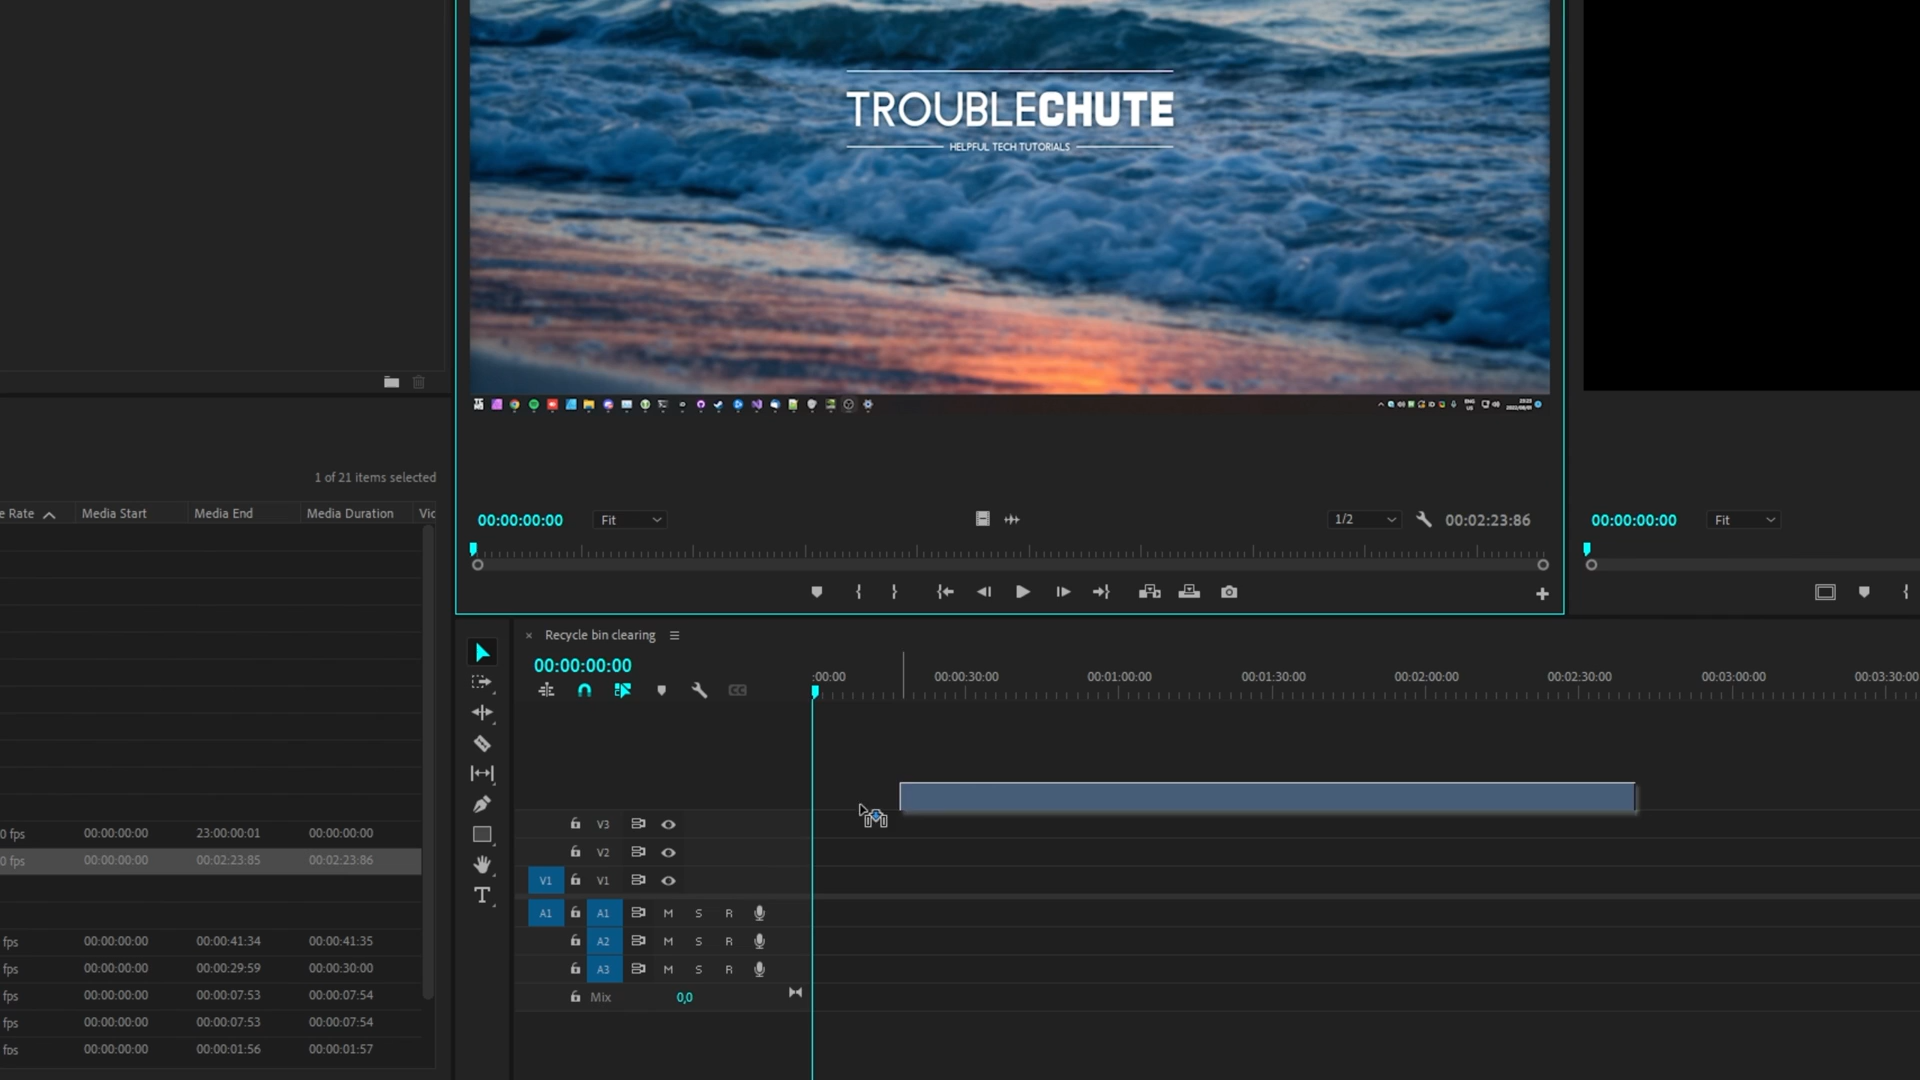 TROUBLECHUTE
HELPFUL TECH TUTORIALS
1 of 21 items selected
e Rate Media Start Media End Media Duration Vic
00:00:00:00 Fit 1/2 00:02:23:86
00:00:00:00 Fit
Recycle bin clearing
00:00:00:00
:00:00 00:00:30:00 00:01:00:00 00:01:30:00 00:02:00:00 00:02:30:00 00:03:00:00 00:03:30:00
0 fps 00:00:00:00 23:00:00:01 00:00:00:00
0 fps 00:00:00:00 00:02:23:85 00:02:23:86
fps 00:00:00:00 00:00:41:34 00:00:41:35
fps 00:00:00:00 00:00:29:59 00:00:30:00
fps 00:00:00:00 00:00:07:53 00:00:07:54
fps 00:00:00:00 00:00:07:53 00:00:07:54
fps 00:00:00:00 00:00:01:56 00:00:01:57
V3
V2
V1 V1
A1 A1 M S R
A2 M S R
A3 M S R
Mix 0,0